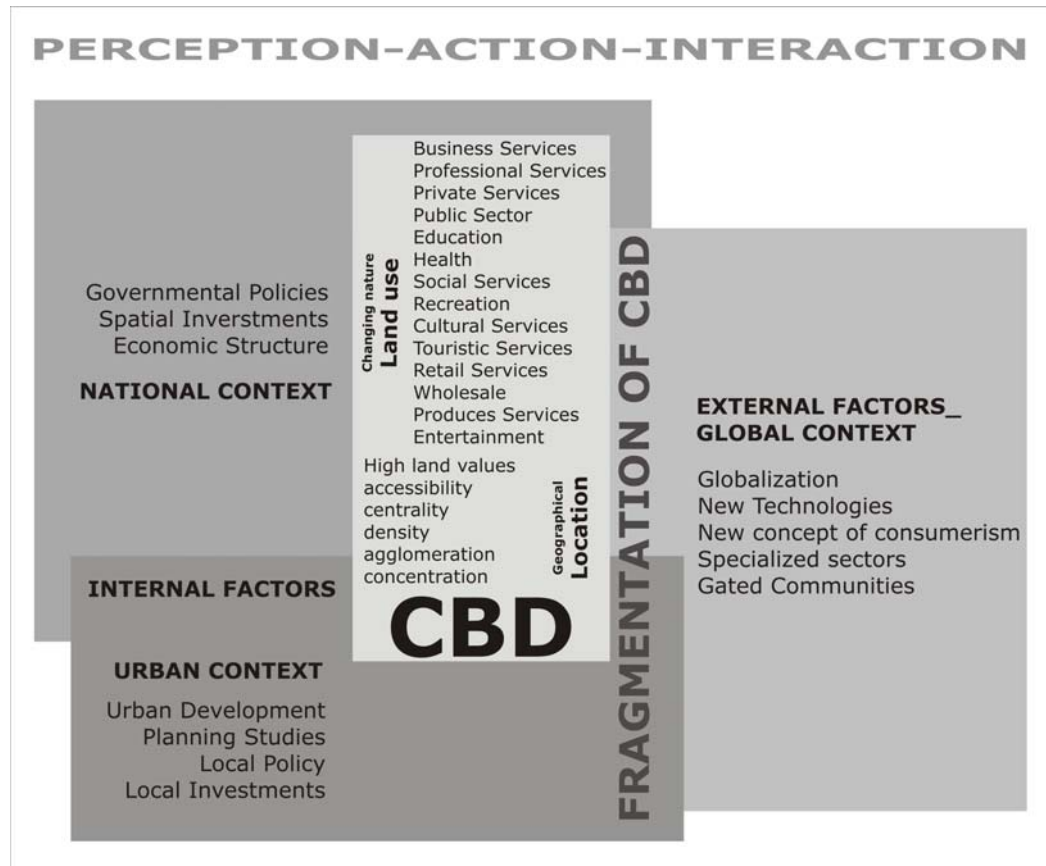 PERCEPTION-ACTION-INTERACTION
Governmental Policies
Spatial Inverstments
Economic Structure
NATIONAL CONTEXT
INTERNAL FACTORS
URBAN CONTEXT
Urban Development
Planning Studies
Local Policy
Local Investments
Changing nature
Land use
Business Services
Professional Services
Private Services
Public Sector
Education
Health
Social Services
Recreation
Cultural Services
Touristic Services
Retail Services
Wholesale
Produces Services
Entertainment
High land values
accessibility
centrality
density
agglomeration
concentration
Geographical
Location
CBD
FRAGMENTATION OF CBD
EXTERNAL FACTORS_
GLOBAL CONTEXT
Globalization
New Technologies
New concept of consumerism
Specialized sectors
Gated Communities